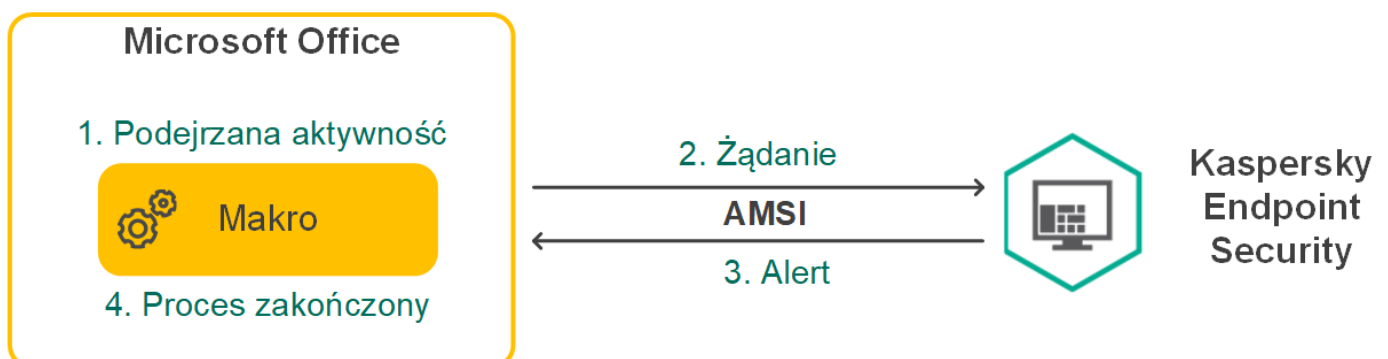 Microsoft Office
1. Podejrzana aktywność
Makro
4. Proces zakończony
2. Żądanie
AMSI
3. Alert
Kaspersky
Endpoint
Security